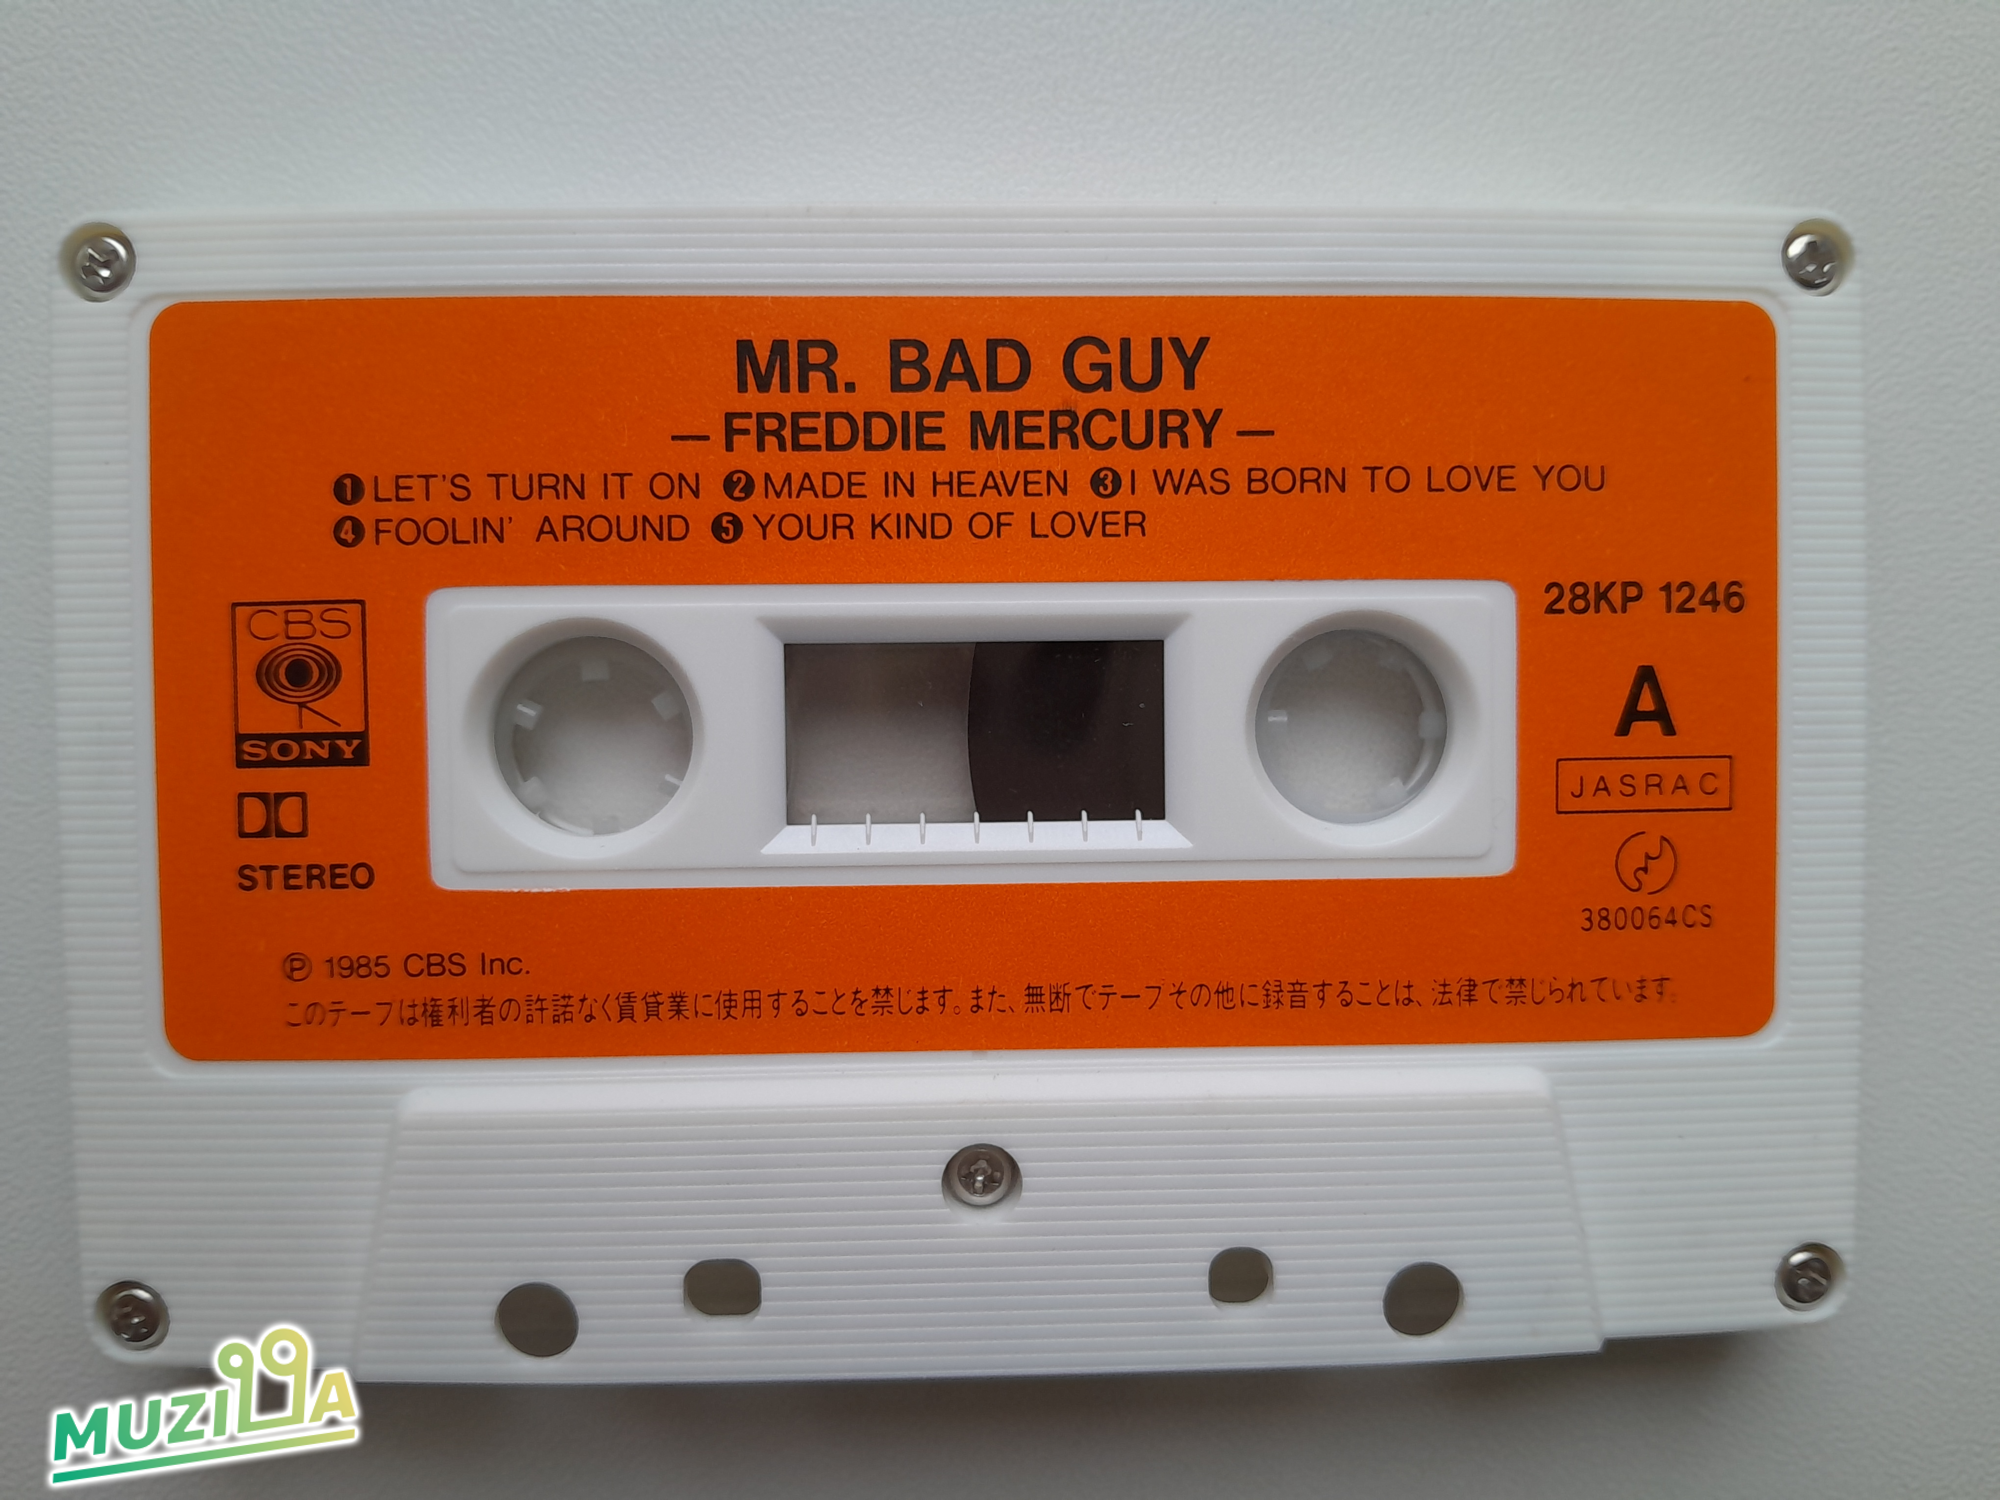 MR. BAD GUY
—FREDDIE MERCURY—
❶LET'S TURN IT ON ❷MADE IN HEAVEN ❸I WAS BORN TO LOVE YOU
❹FOOLIN' AROUND ❺YOUR KIND OF LOVER
CBS
SONY
STEREO
28KP 1246
A
JASRAC
380064CS
Ⓟ 1985 CBS Inc.
このテープは権利者の許諾なく賃貸業に使用することを禁じます。また、無断でテープその他に録音することは、法律で禁じられています。
MUZILLA